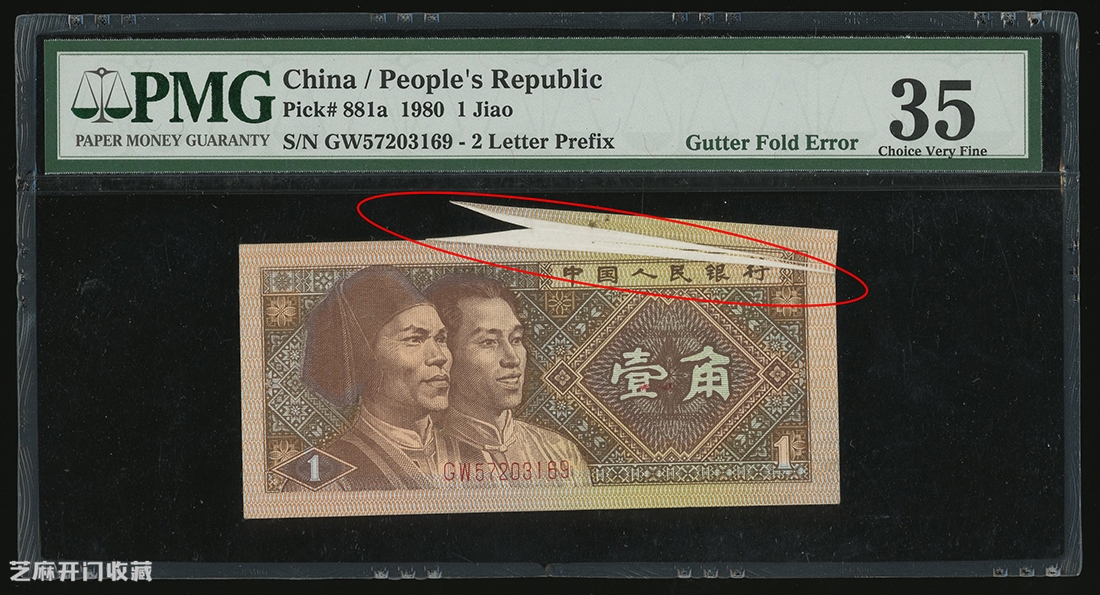 PMG
PAPER MONEY GUARANTY
China / People's Republic
Pick# 881a 1980 1 Jiao
S/N GW57203169 - 2 Letter Prefix
Gutter Fold Error
35
Choice Very Fine
中国人民银行
壹角
1
1
GW57203169
芝麻开门收藏